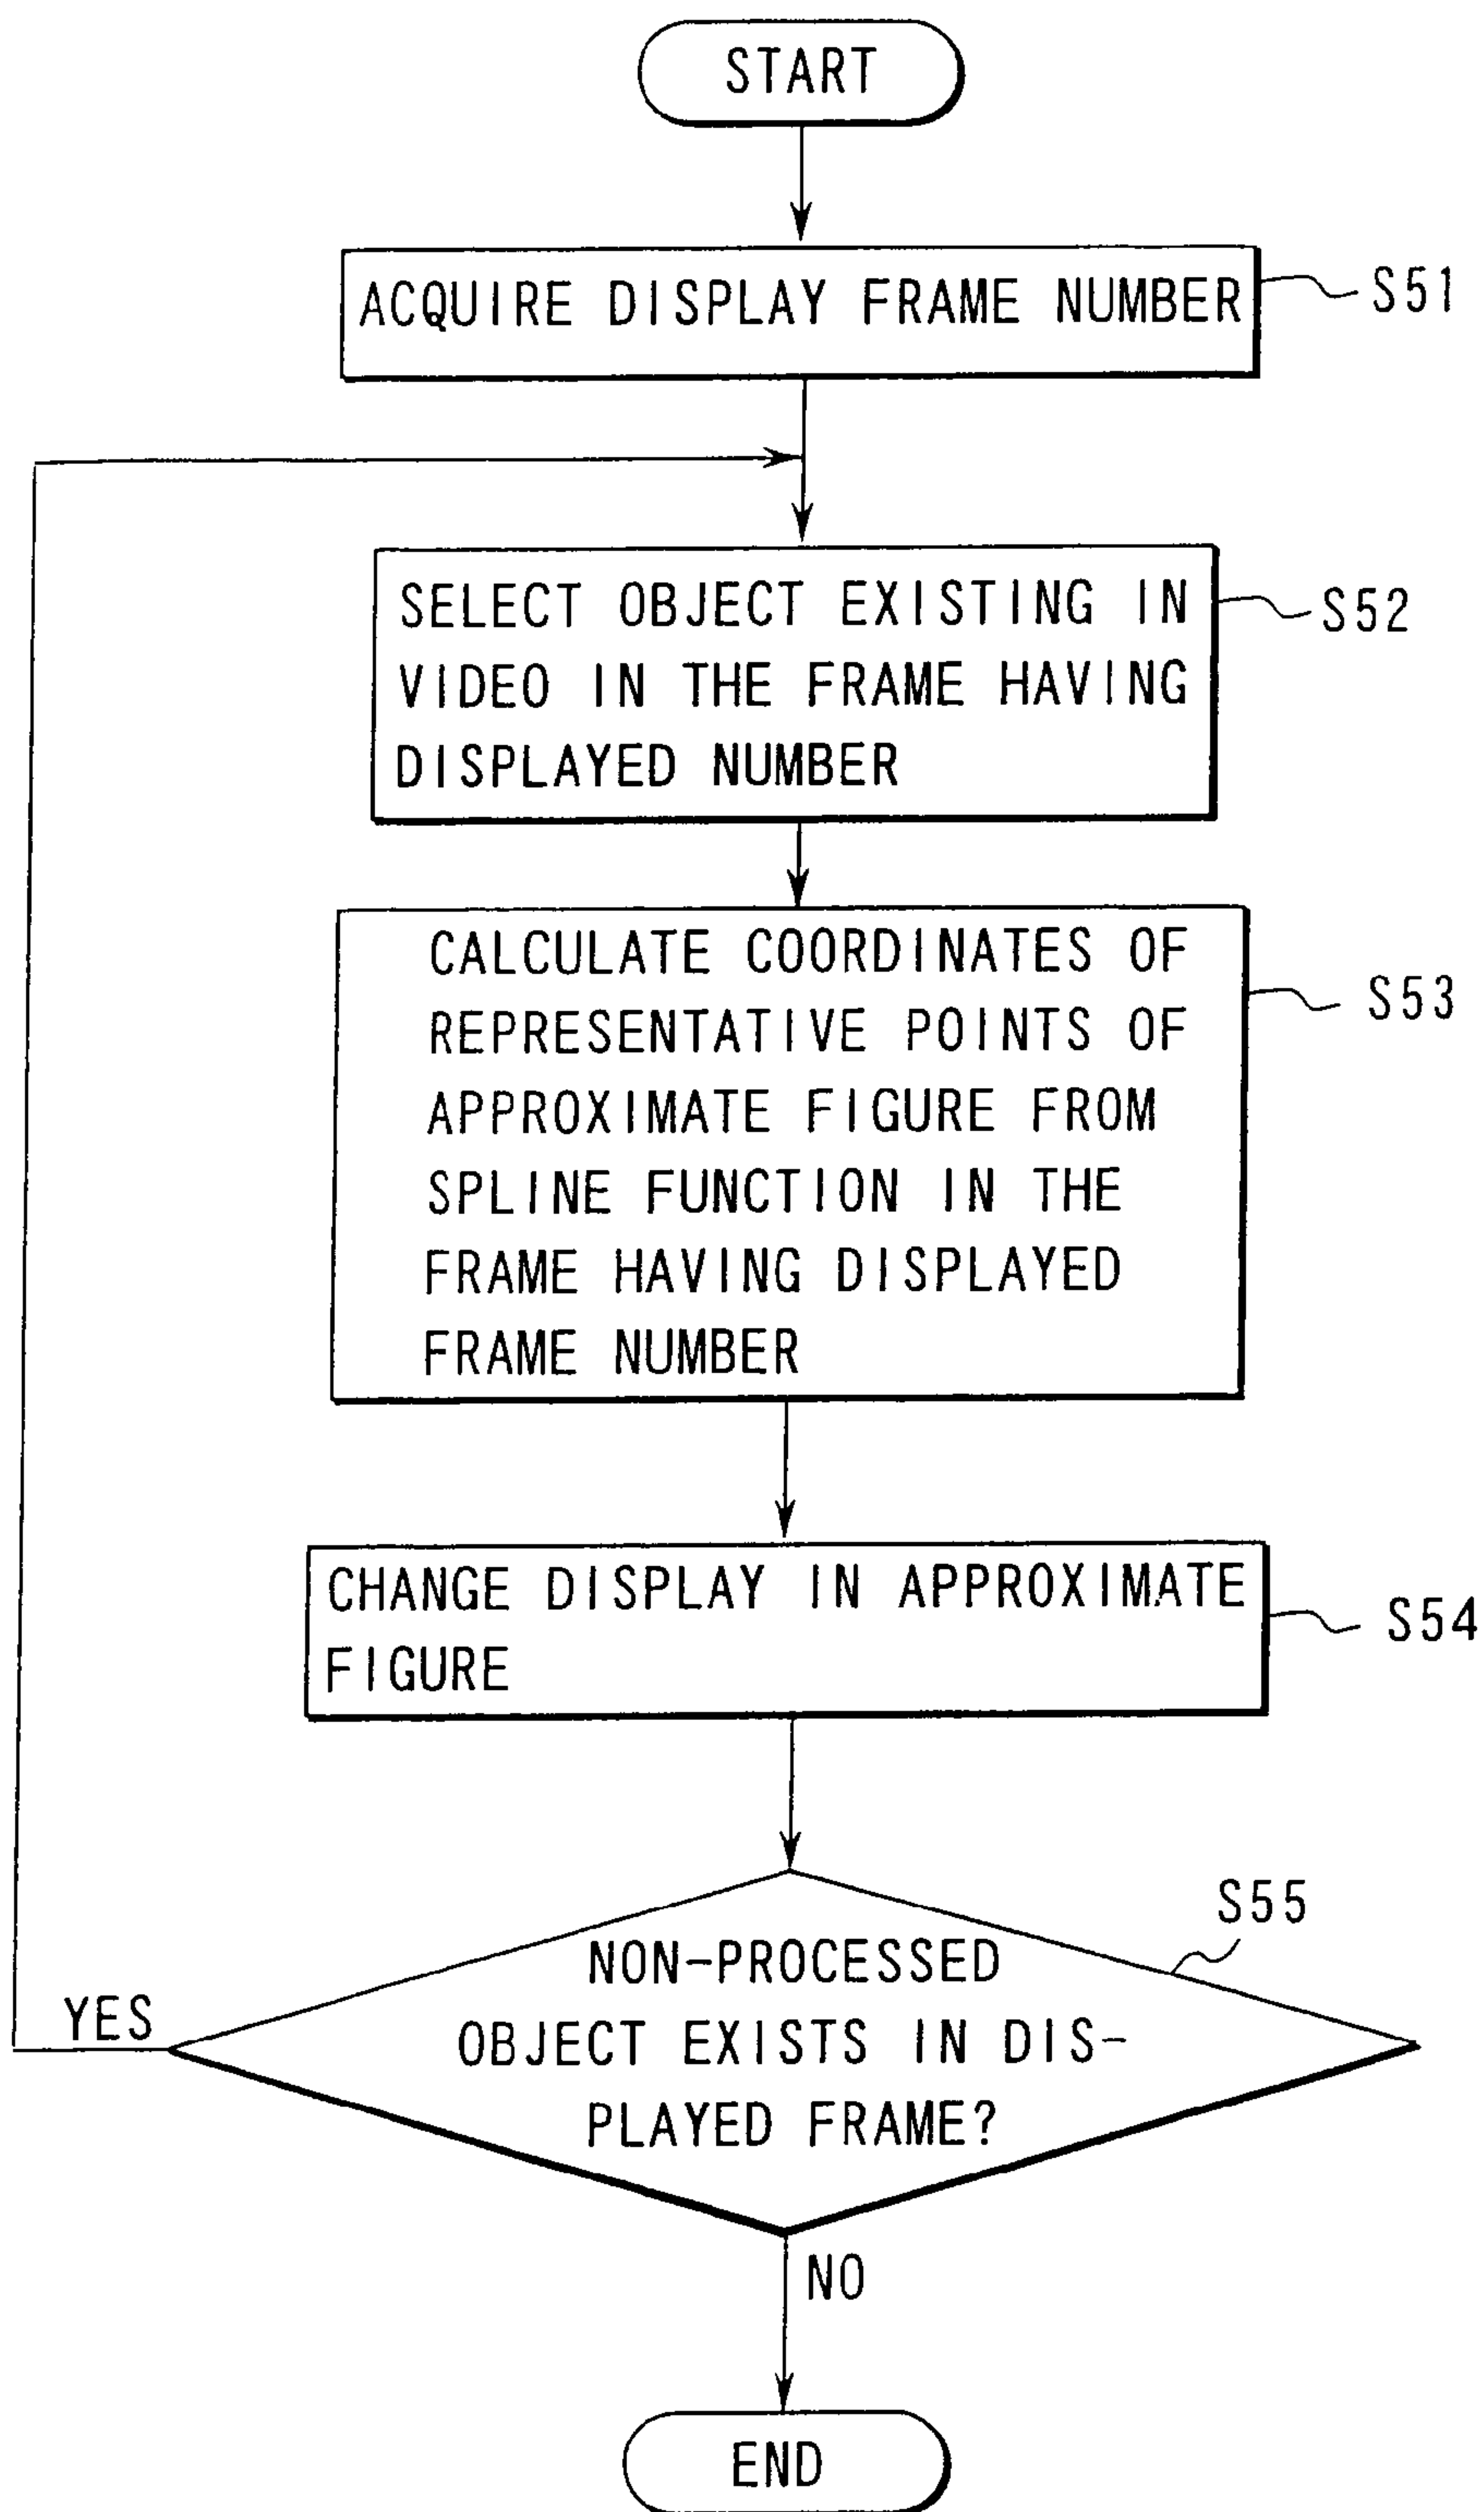 START
ACQUIRE DISPLAY FRAME NUMBER
S51
SELECT OBJECT EXISTING IN
VIDEO IN THE FRAME HAVING
DISPLAYED NUMBER
S52
CALCULATE COORDINATES OF
REPRESENTATIVE POINTS OF
APPROXIMATE FIGURE FROM
SPLINE FUNCTION IN THE
FRAME HAVING DISPLAYED
FRAME NUMBER
S53
CHANGE DISPLAY IN APPROXIMATE
FIGURE
S54
S55
NON-PROCESSED
OBJECT EXISTS IN DIS-
PLAYED FRAME?
YES
NO
END